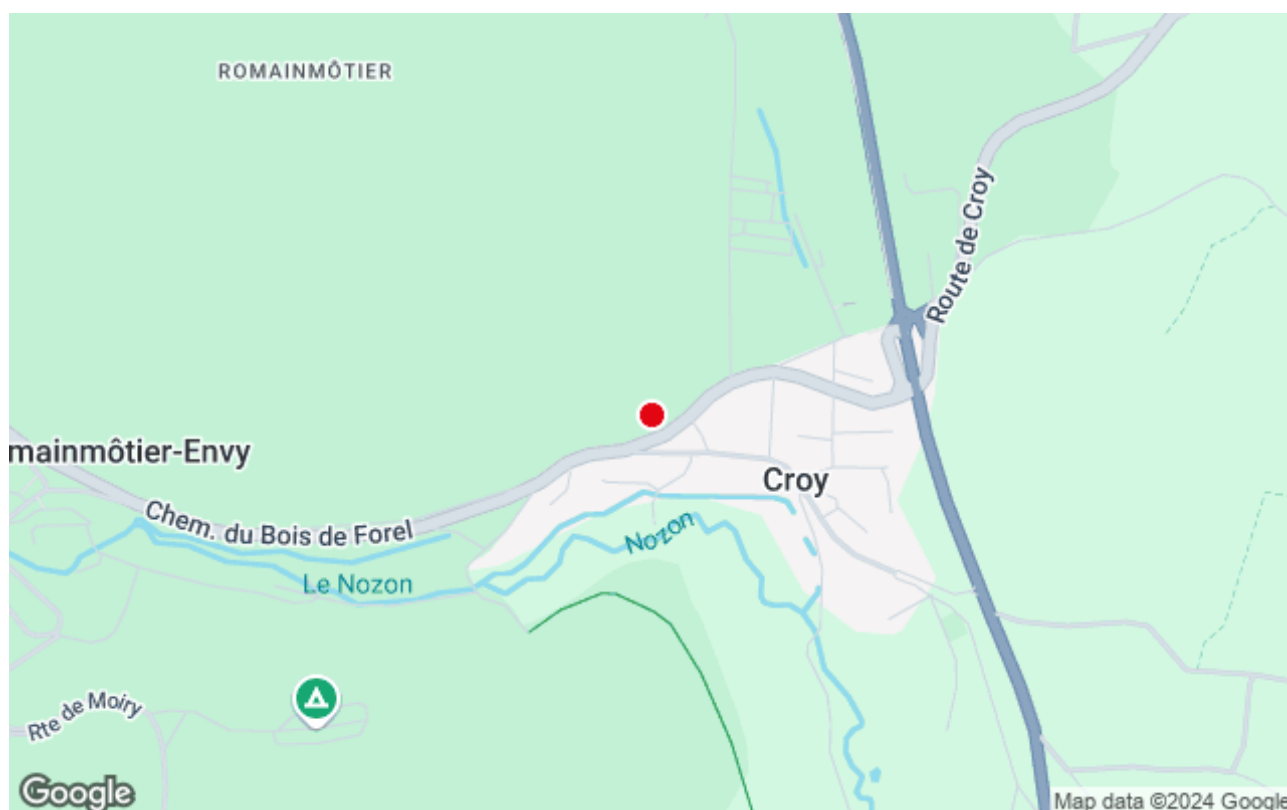 ROMAINMÔTIER
Route de Croy
mainmôtier-Envy
Croy
Chem. du Bois de Forel
Nozon
Le Nozon
Rte de Moiry
Google
Map data ©2024 Google